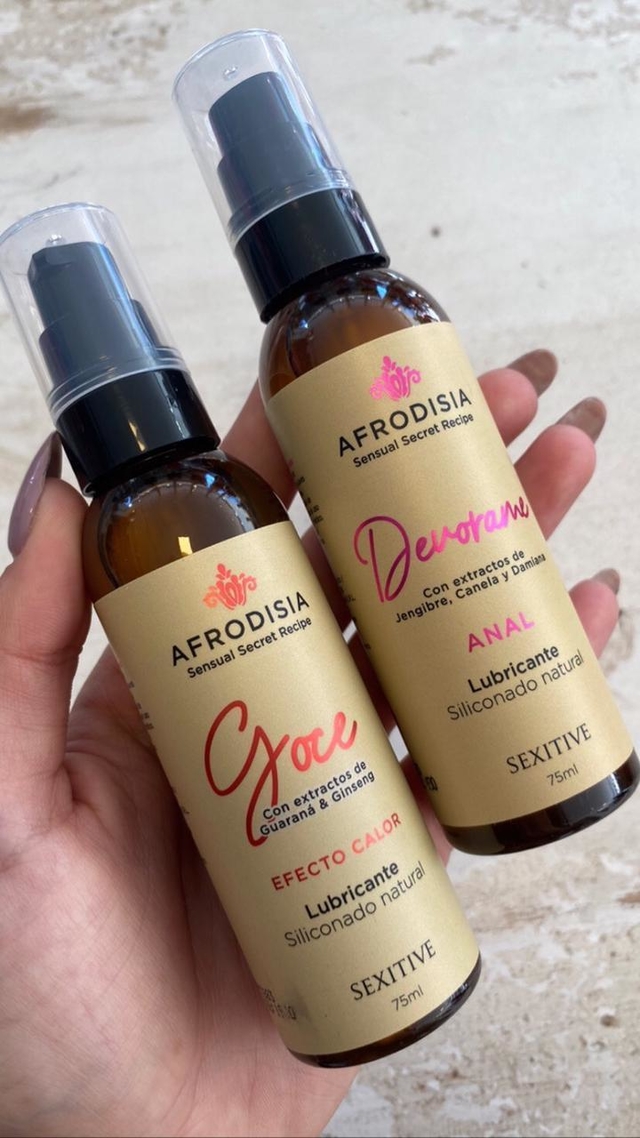 AFRODISIA
Sensual Secret Recipe
Devorame
Con extractos de
Jengibre, Canela y Damiana
ANAL
Lubricante
Siliconado natural
SEXITIVE
75ml
AFRODISIA
Sensual Secret Recipe
Goce
Con extractos de
Guaraná & Ginseng
EFECTO CALOR
Lubricante
Siliconado natural
SEXITIVE
75ml